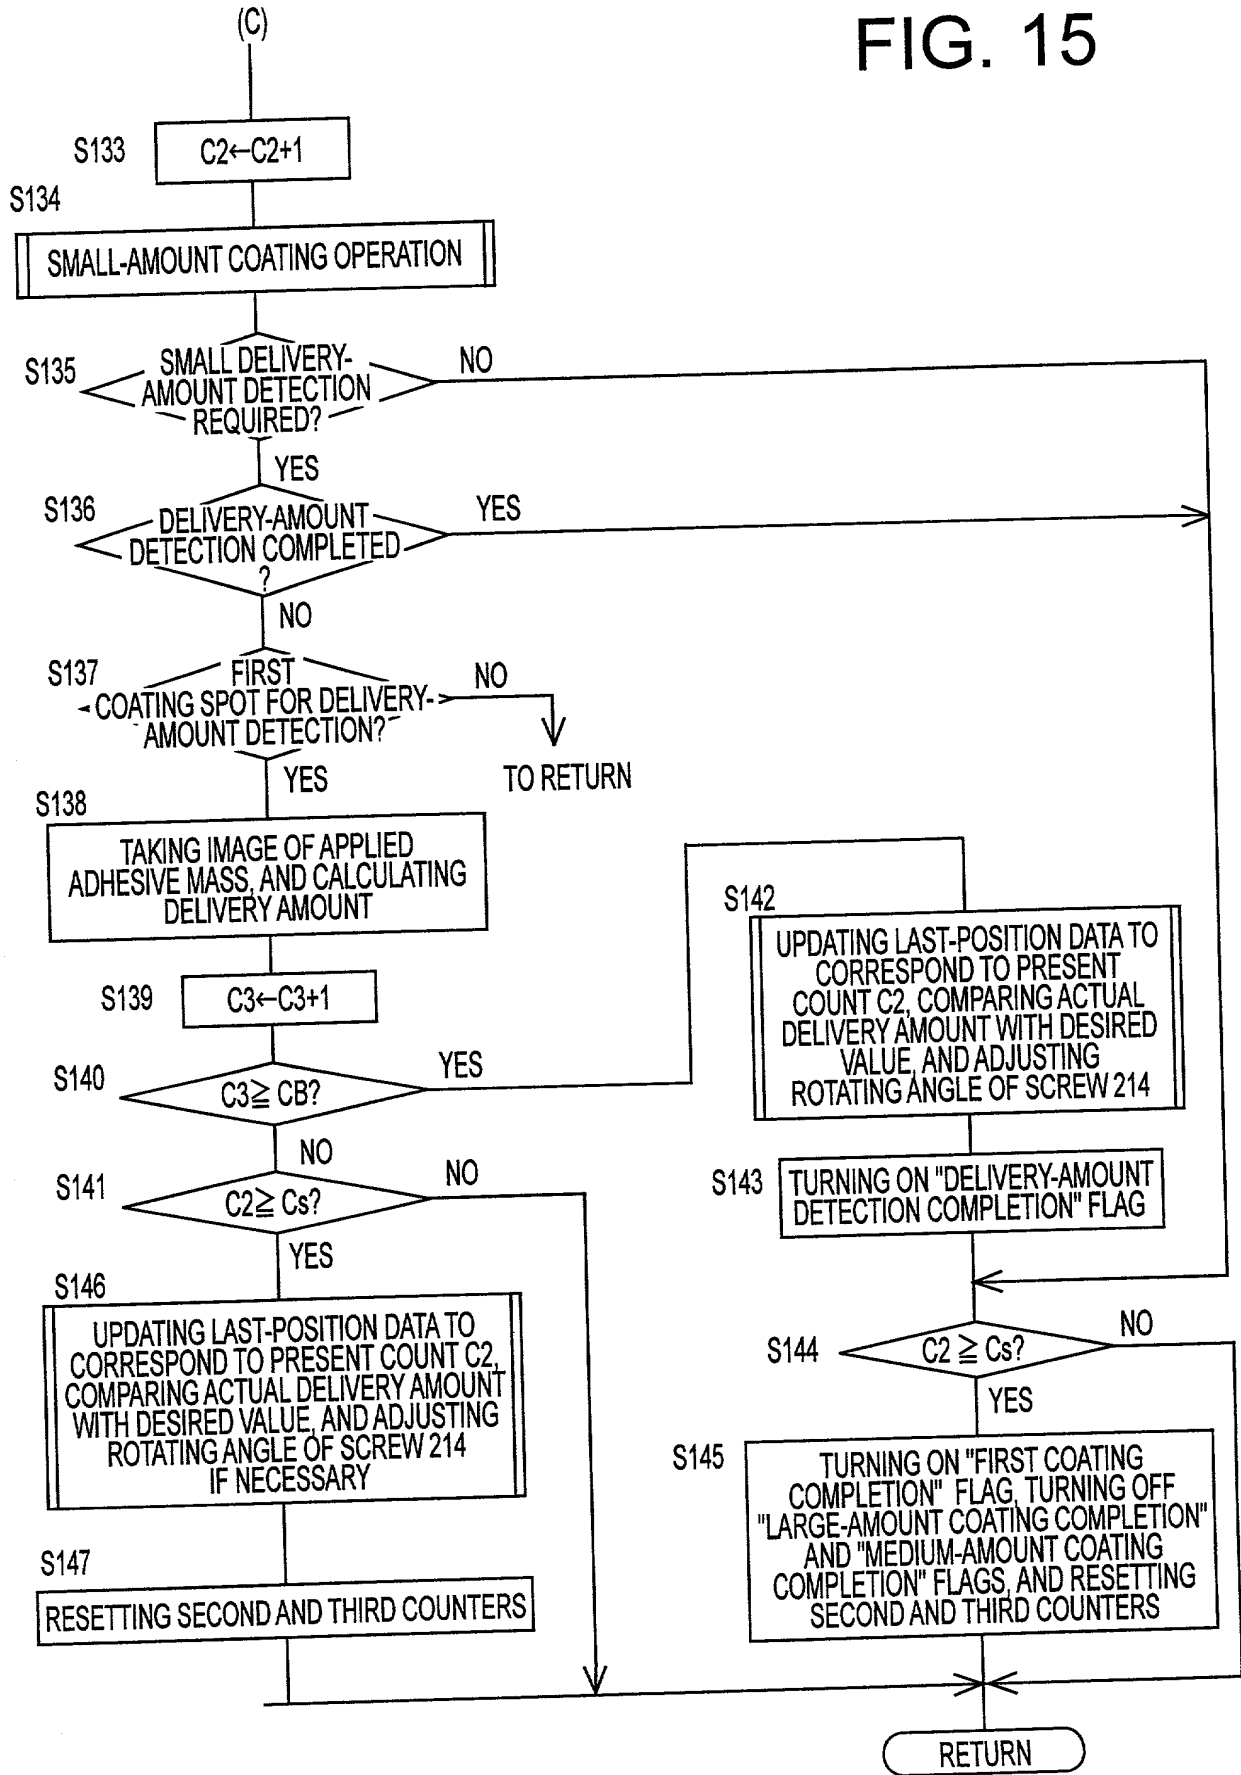 (C)
FIG. 15
S133
C2←C2+1
S134
SMALL-AMOUNT COATING OPERATION
S135
SMALL DELIVERY-
AMOUNT DETECTION
REQUIRED?
NO
YES
S136
DELIVERY-AMOUNT
DETECTION COMPLETED
?
YES
NO
S137
FIRST
COATING SPOT FOR DELIVERY-
AMOUNT DETECTION?
NO
TO RETURN
YES
S138
TAKING IMAGE OF APPLIED
ADHESIVE MASS, AND CALCULATING
DELIVERY AMOUNT
S139
C3←C3+1
S140
C3≧ CB?
YES
NO
S141
C2≧ Cs?
NO
YES
S146
UPDATING LAST-POSITION DATA TO
CORRESPOND TO PRESENT COUNT C2,
COMPARING ACTUAL DELIVERY AMOUNT
WITH DESIRED VALUE, AND ADJUSTING
ROTATING ANGLE OF SCREW 214
IF NECESSARY
S147
RESETTING SECOND AND THIRD COUNTERS
S142
UPDATING LAST-POSITION DATA TO
CORRESPOND TO PRESENT
COUNT C2, COMPARING ACTUAL
DELIVERY AMOUNT WITH DESIRED
VALUE, AND ADJUSTING
ROTATING ANGLE OF SCREW 214
S143
TURNING ON "DELIVERY-AMOUNT
DETECTION COMPLETION" FLAG
S144
C2 ≧ Cs?
NO
YES
S145
TURNING ON "FIRST COATING
COMPLETION" FLAG, TURNING OFF
"LARGE-AMOUNT COATING COMPLETION"
AND "MEDIUM-AMOUNT COATING
COMPLETION" FLAGS, AND RESETTING
SECOND AND THIRD COUNTERS
RETURN